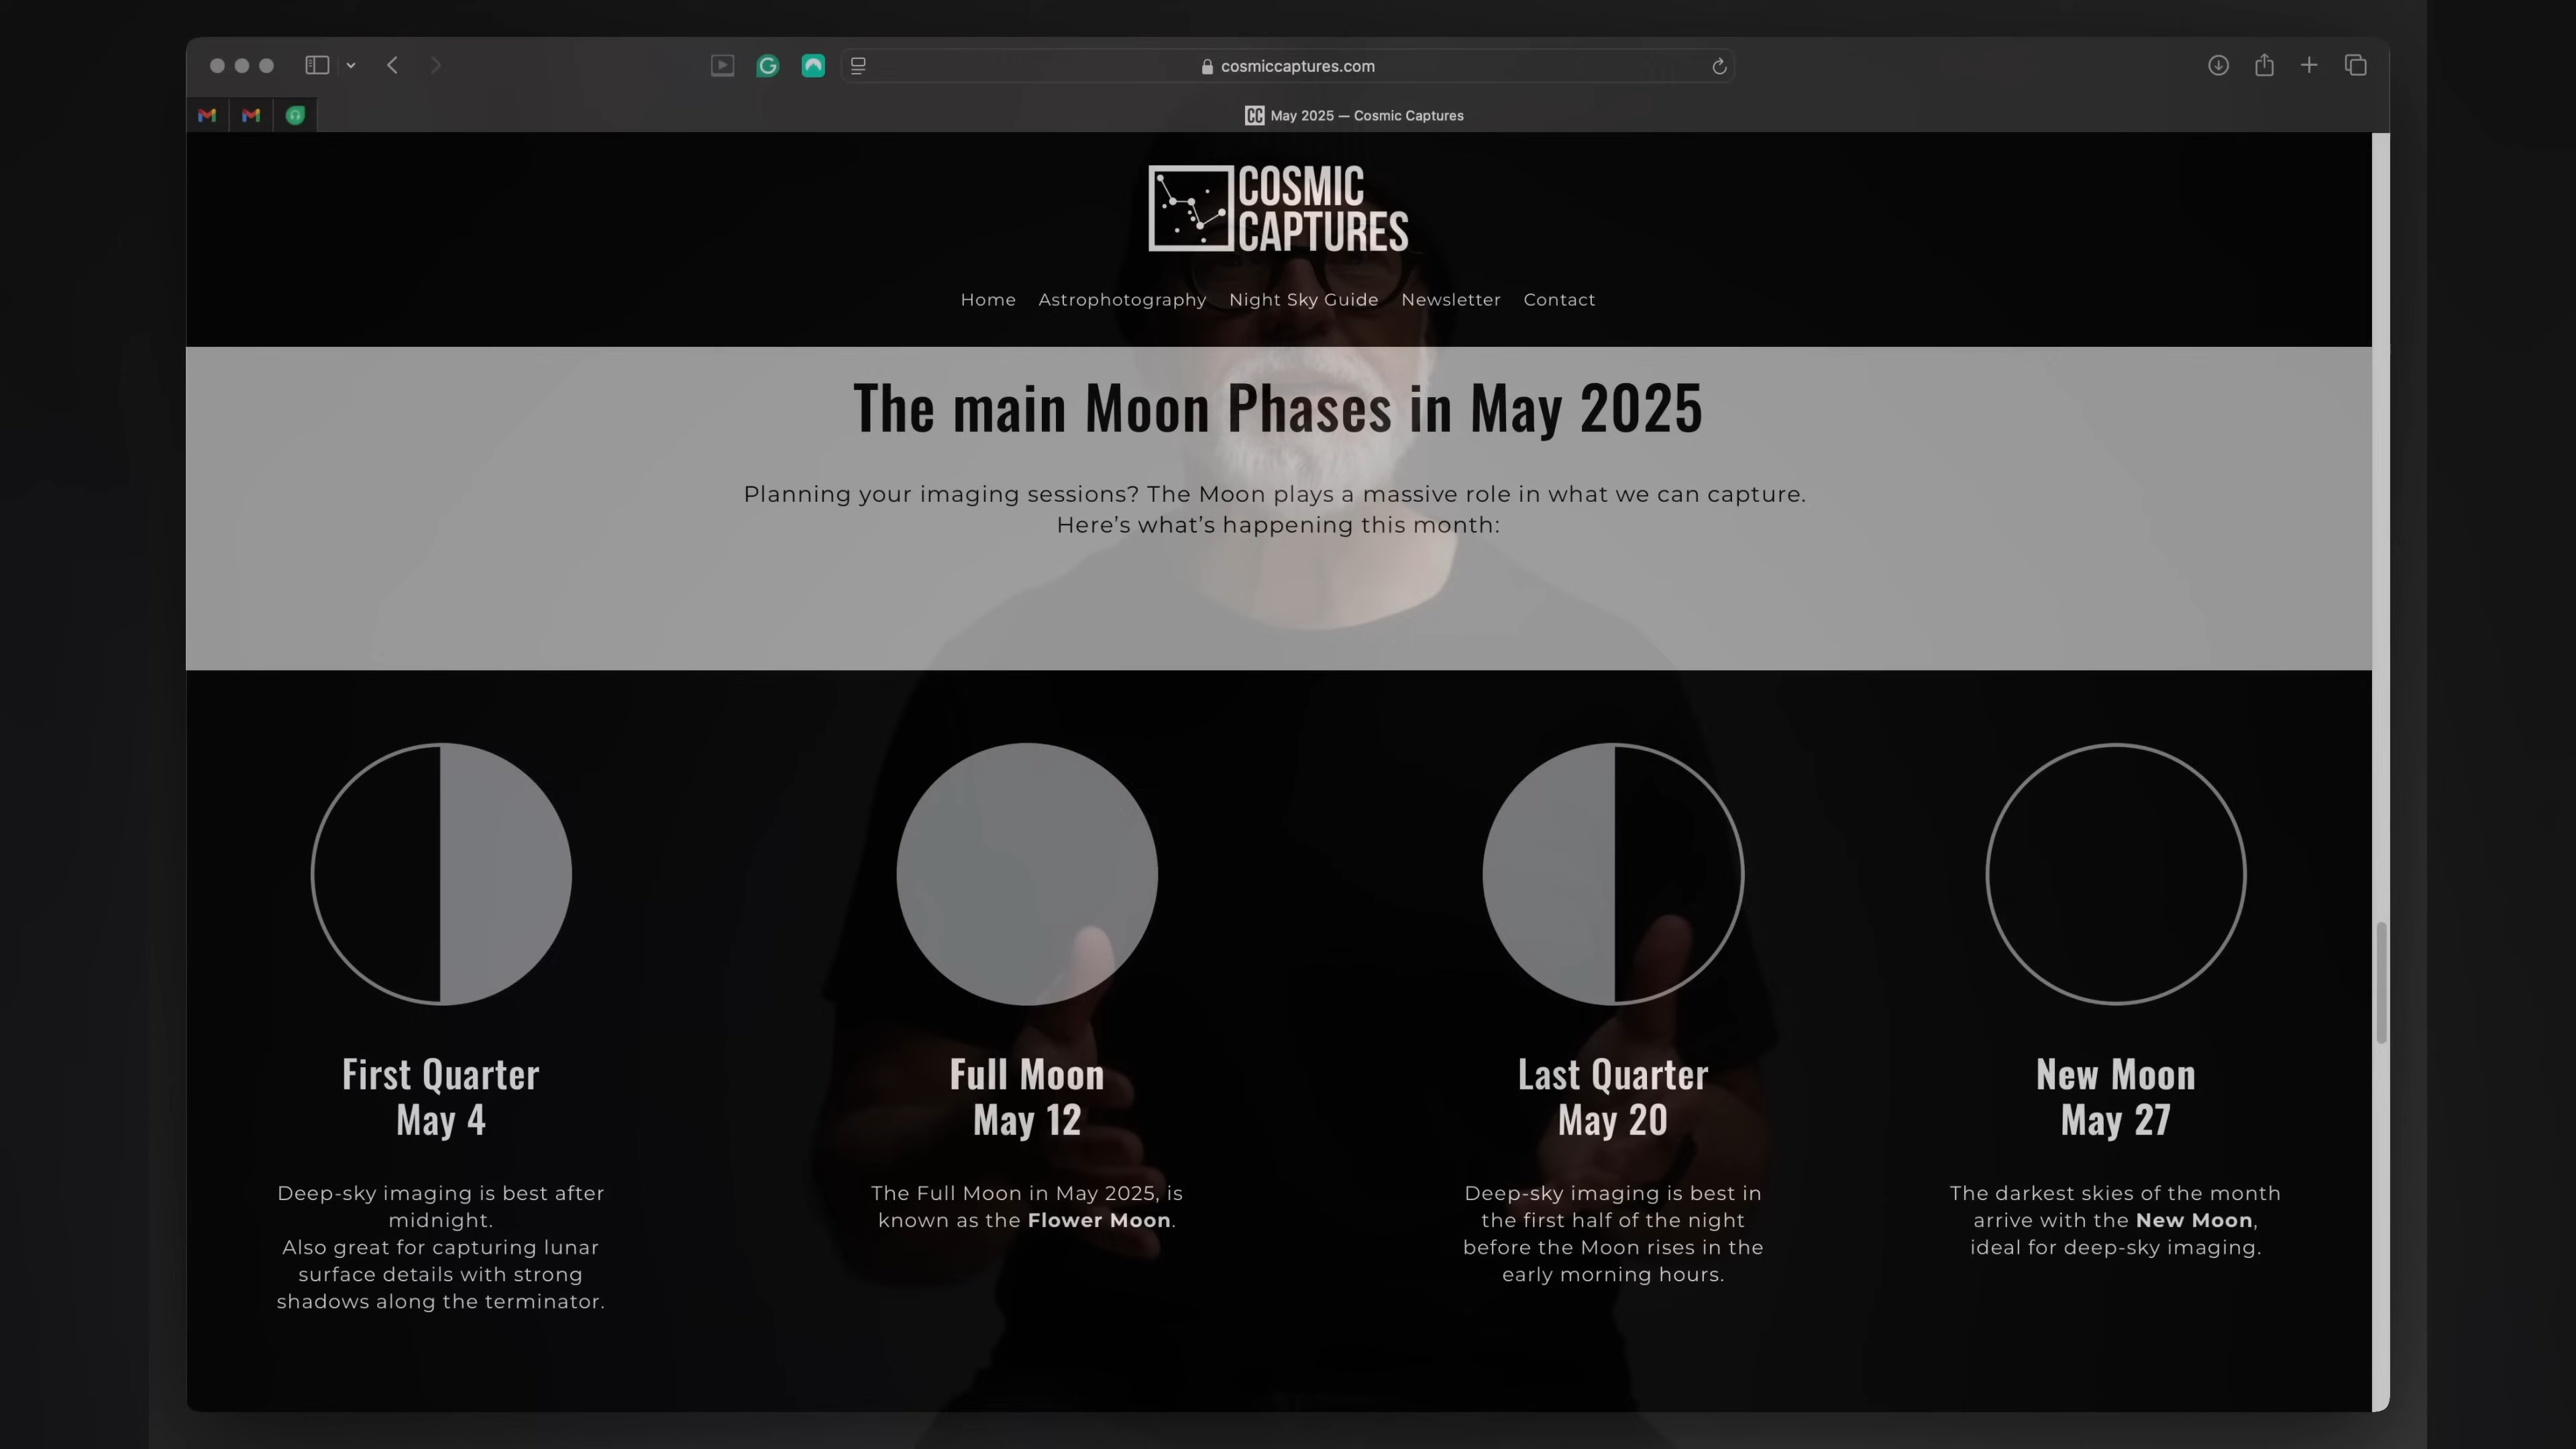 cosmiccaptures.com
CC May 2025 — Cosmic Captures
COSMIC
CAPTURES
Home Astrophotography Night Sky Guide Newsletter Contact
The main Moon Phases in May 2025
Planning your imaging sessions? The Moon plays a massive role in what we can capture.
Here’s what’s happening this month:
First Quarter
May 4
Deep-sky imaging is best after
midnight.
Also great for capturing lunar
surface details with strong
shadows along the terminator.
Full Moon
May 12
The Full Moon in May 2025, is
known as the Flower Moon.
Last Quarter
May 20
Deep-sky imaging is best in
the first half of the night
before the Moon rises in the
early morning hours.
New Moon
May 27
The darkest skies of the month
arrive with the New Moon,
ideal for deep-sky imaging.